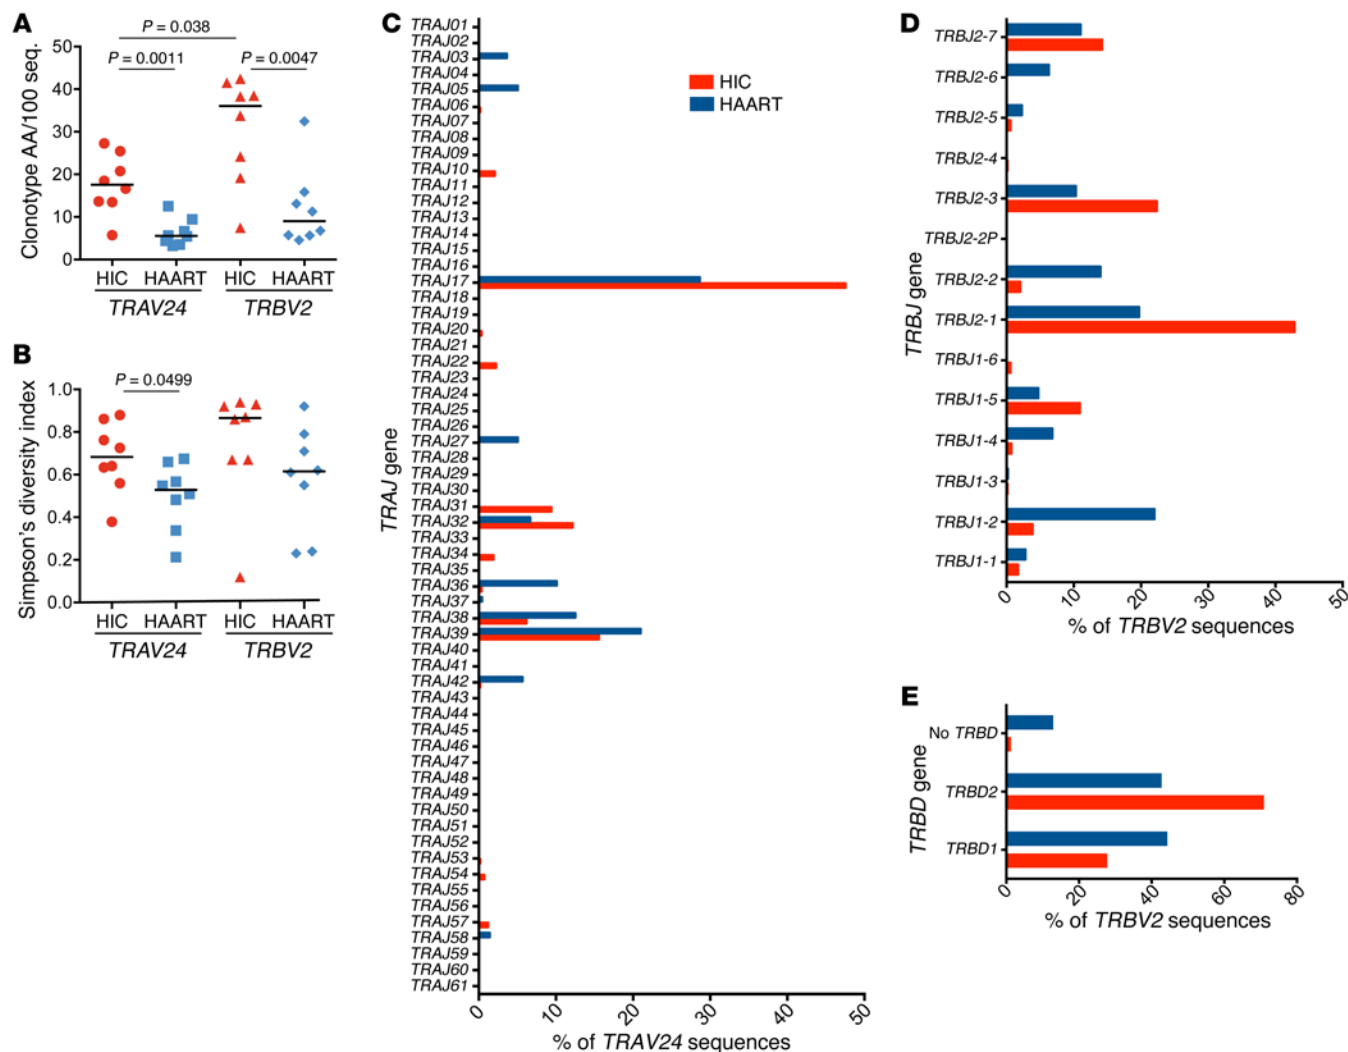 A
P = 0.038
P = 0.0011
P = 0.0047
Clonotype AA/100 seq.
50
40
30
20
10
0
HIC HAART HIC HAART
TRAV24 TRBV2
B
P = 0.0499
Simpson's diversity index
1.0
0.8
0.6
0.4
0.2
0.0
HIC HAART HIC HAART
TRAV24 TRBV2
C
TRAJ gene
TRAJ01
TRAJ02
TRAJ03
TRAJ04
TRAJ05
TRAJ06
TRAJ07
TRAJ08
TRAJ09
TRAJ10
TRAJ11
TRAJ12
TRAJ13
TRAJ14
TRAJ15
TRAJ16
TRAJ17
TRAJ18
TRAJ19
TRAJ20
TRAJ21
TRAJ22
TRAJ23
TRAJ24
TRAJ25
TRAJ26
TRAJ27
TRAJ28
TRAJ29
TRAJ30
TRAJ31
TRAJ32
TRAJ33
TRAJ34
TRAJ35
TRAJ36
TRAJ37
TRAJ38
TRAJ39
TRAJ40
TRAJ41
TRAJ42
TRAJ43
TRAJ44
TRAJ45
TRAJ46
TRAJ47
TRAJ48
TRAJ49
TRAJ50
TRAJ51
TRAJ52
TRAJ53
TRAJ54
TRAJ55
TRAJ56
TRAJ57
TRAJ58
TRAJ59
TRAJ60
TRAJ61
0 10 20 30 40 50
% of TRAV24 sequences
HIC
HAART
D
TRBJ gene
TRBJ2-7
TRBJ2-6
TRBJ2-5
TRBJ2-4
TRBJ2-3
TRBJ2-2P
TRBJ2-2
TRBJ2-1
TRBJ1-6
TRBJ1-5
TRBJ1-4
TRBJ1-3
TRBJ1-2
TRBJ1-1
0 10 20 30 40 50
% of TRBV2 sequences
E
TRBD gene
No TRBD
TRBD2
TRBD1
0 20 40 60 80
% of TRBV2 sequences